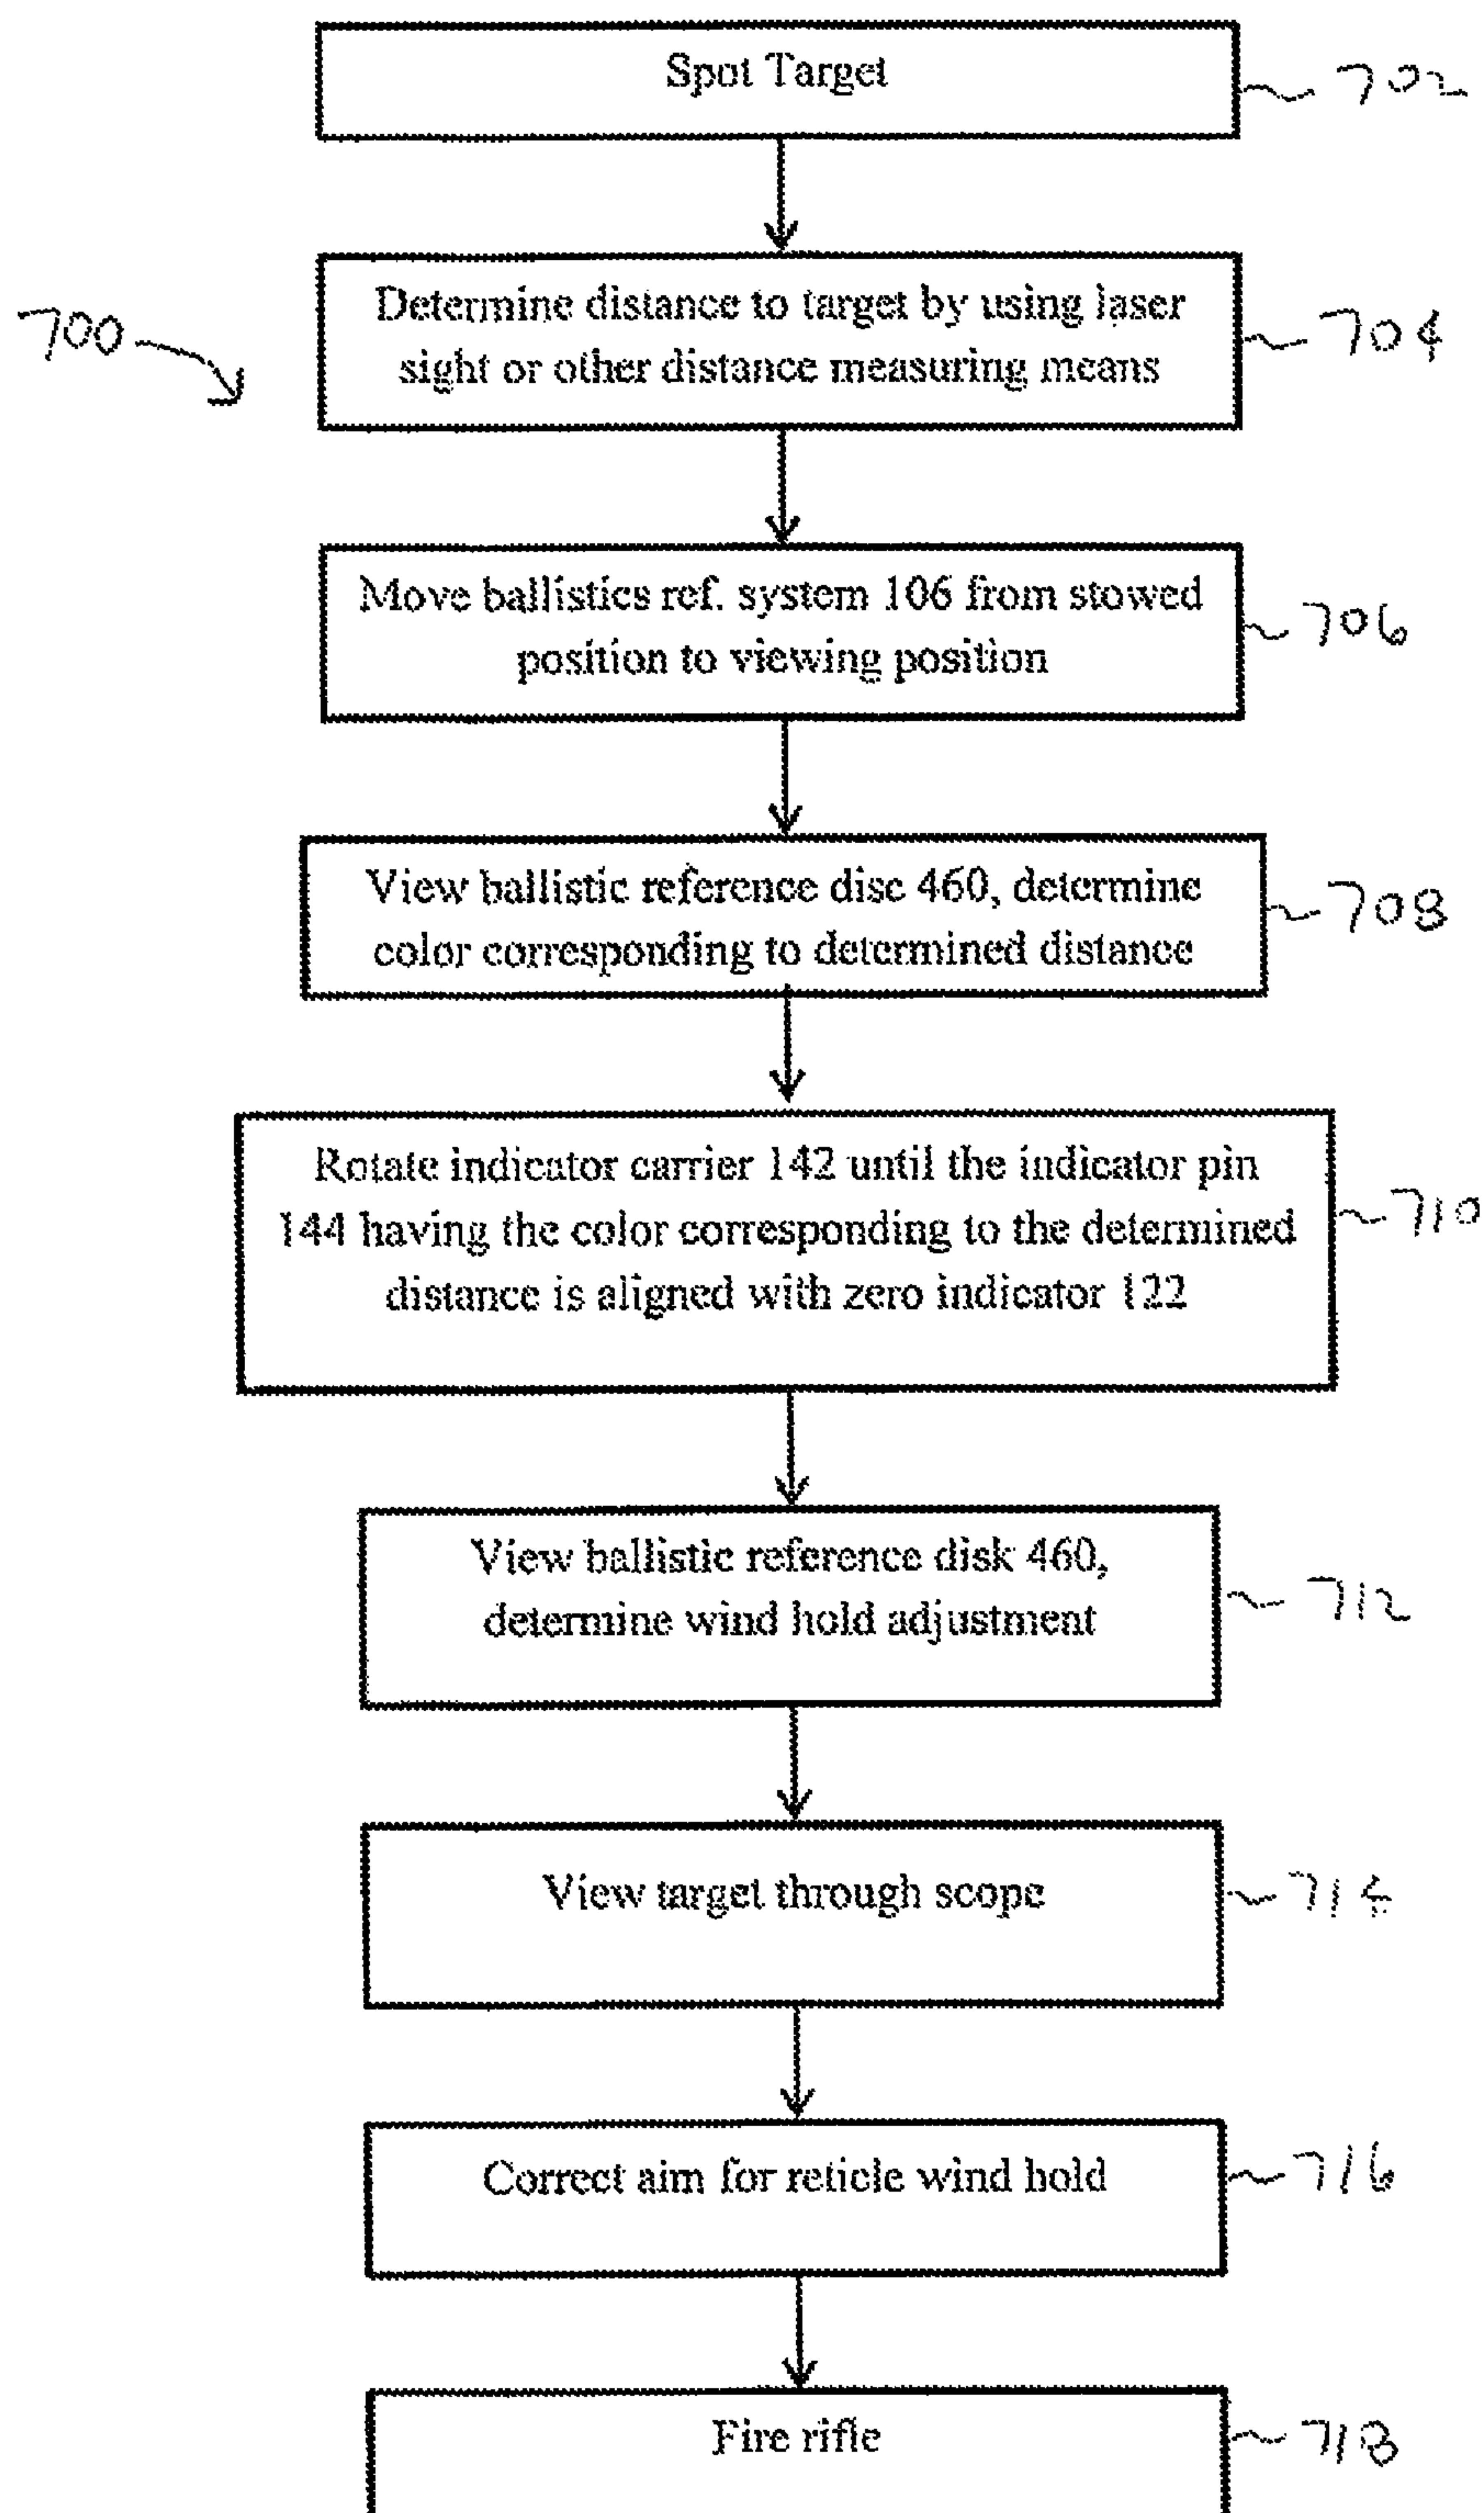 Spot Target
702
Determine distance to target by using laser
sight or other distance measuring means
704
700
Move ballistics ref. system 106 from stowed
position to viewing position
706
View ballistic reference disc 460, determine
color corresponding to determined distance
708
Rotate indicator carrier 142 until the indicator pin
144 having the color corresponding to the determined
distance is aligned with zero indicator 122
710
View ballistic reference disk 460,
determine wind hold adjustment
712
View target through scope
714
Correct aim for reticle wind hold
716
Fire rifle
718